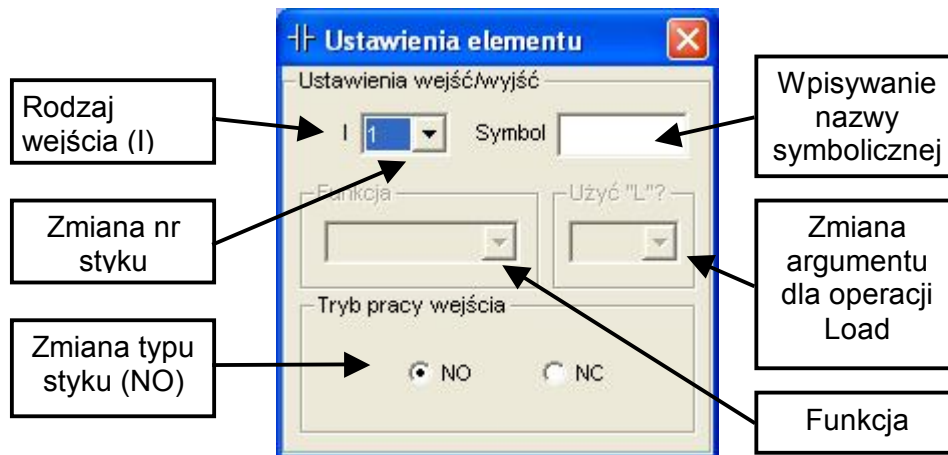 Ustawienia elementu
Ustawienia wejść/wyjść
Rodzaj
wejścia (I)
I 1 Symbol
Wpisywanie
nazwy
symbolicznej
Funkcja
Użyć "L"?
Zmiana nr
styku
Zmiana
argumentu
dla operacji
Load
Tryb pracy wejścia
Zmiana typu
styku (NO)
NO NC
Funkcja